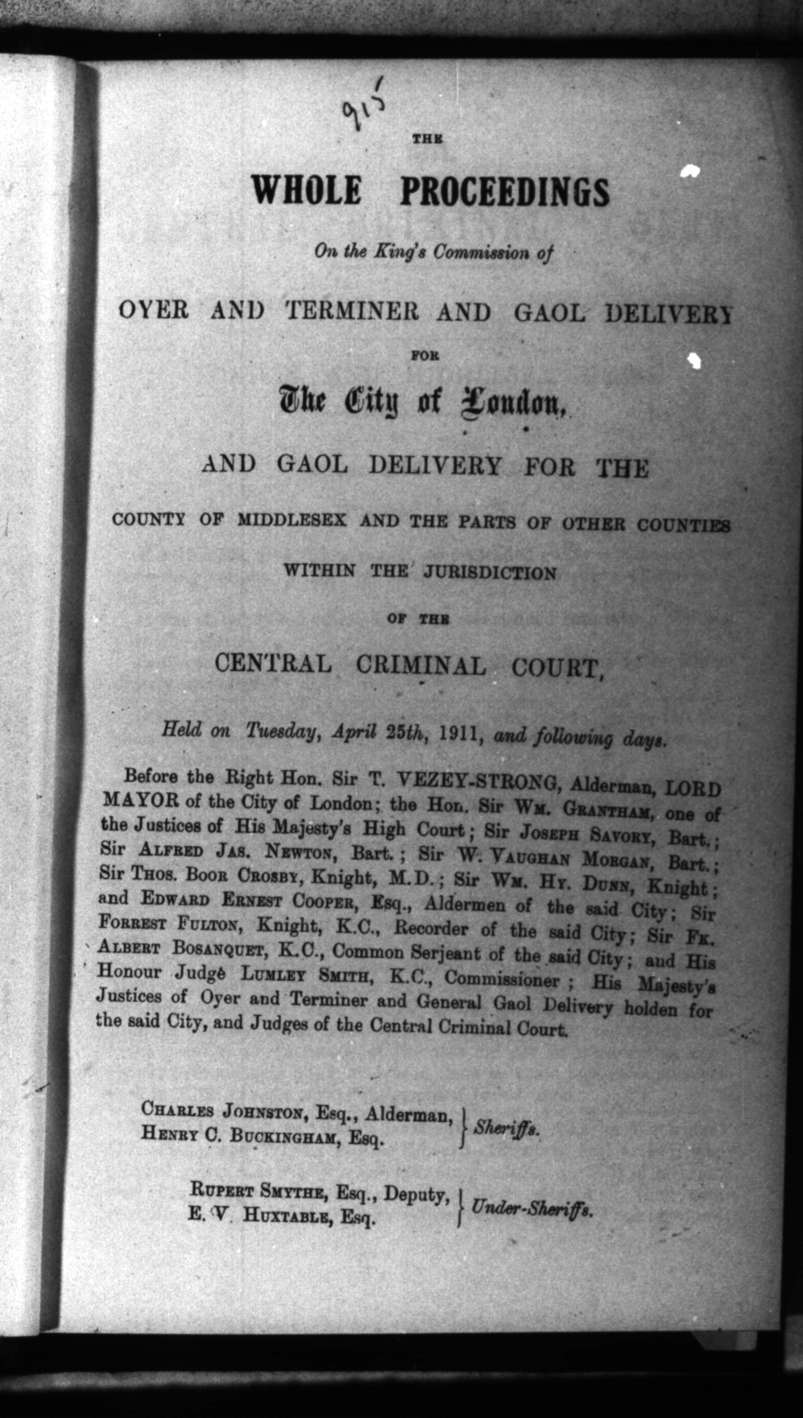 915
THE
WHOLE PROCEEDINGS
On the King's Commission of
OYER AND TERMINER AND GAOL DELIVERY
FOR
The City of London,
AND GAOL DELIVERY FOR THE
COUNTY OF MIDDLESEX AND THE PARTS OF OTHER COUNTIES
WITHIN THE JURISDICTION
OF THE
CENTRAL CRIMINAL COURT,
Held on Tuesday, April 25th, 1911, and following days.
Before the Right Hon. Sir T. VEZEY-STRONG, Alderman, LORD
MAYOR of the City of London; the Hon. Sir WM. GRANTHAM, one of
the Justices of His Majesty's High Court; Sir JOSEPH SAVORY, Bart.;
Sir ALFRED JAS. NEWTON, Bart.; Sir W. VAUGHAN MORGAN, Bart.;
Sir THOS. BOOR CROSBY, Knight, M.D.; Sir WM. HY. DUNN, Knight;
and EDWARD ERNEST COOPER, Esq., Aldermen of the said City; Sir
FORREST FULTON, Knight, K.C., Recorder of the said City; Sir FK.
ALBERT BOSANQUET, K.C., Common Serjeant of the said City; and His
Honour Judge LUMLEY SMITH, K.C., Commissioner; His Majesty's
Justices of Oyer and Terminer and General Gaol Delivery holden for
the said City, and Judges of the Central Criminal Court.
CHARLES JOHNSTON, Esq., Alderman,
HENRY C. BUCKINGHAM, Esq.
} Sheriffs.
RUPERT SMYTHE, Esq., Deputy,
E. V. HUXTABLE, Esq.
} Under-Sheriffs.